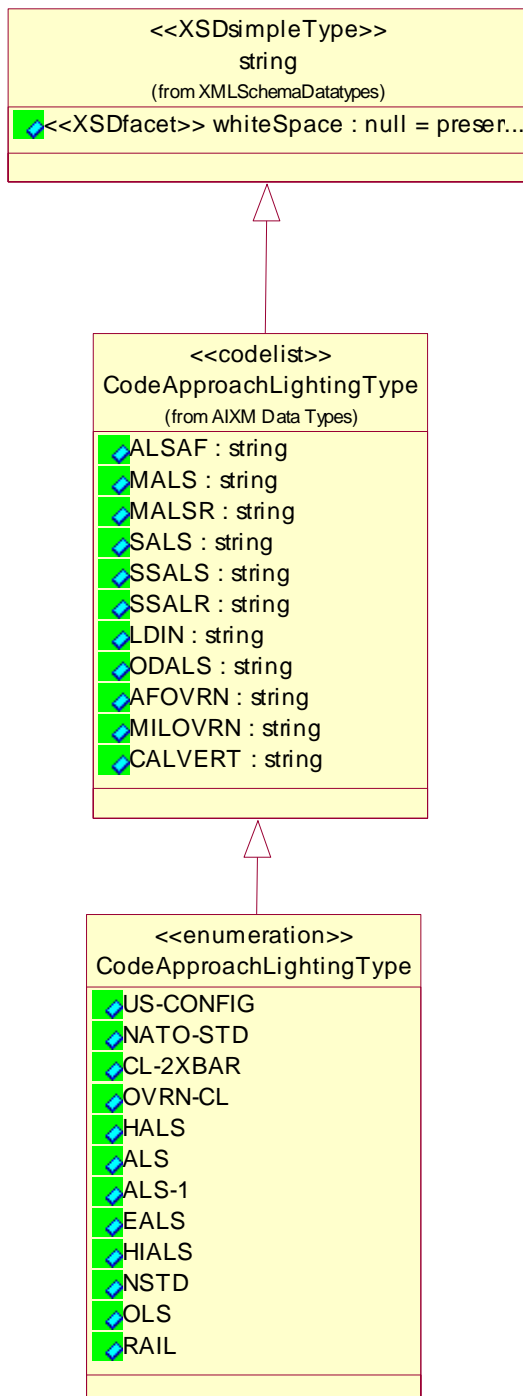 <<XSDsimpleType>>
string
(from XMLSchemaDatatypes)
<<XSDfacet>> whiteSpace : null = preser...
<<codelist>>
CodeApproachLightingType
(from AIXM Data Types)
ALSAF : string
MALS : string
MALSR : string
SALS : string
SSALS : string
SSALR : string
LDIN : string
ODALS : string
AFOVRN : string
MILOVRN : string
CALVERT : string
<<enumeration>>
CodeApproachLightingType
US-CONFIG
NATO-STD
CL-2XBAR
OVRN-CL
HALS
ALS
ALS-1
EALS
HIALS
NSTD
OLS
RAIL